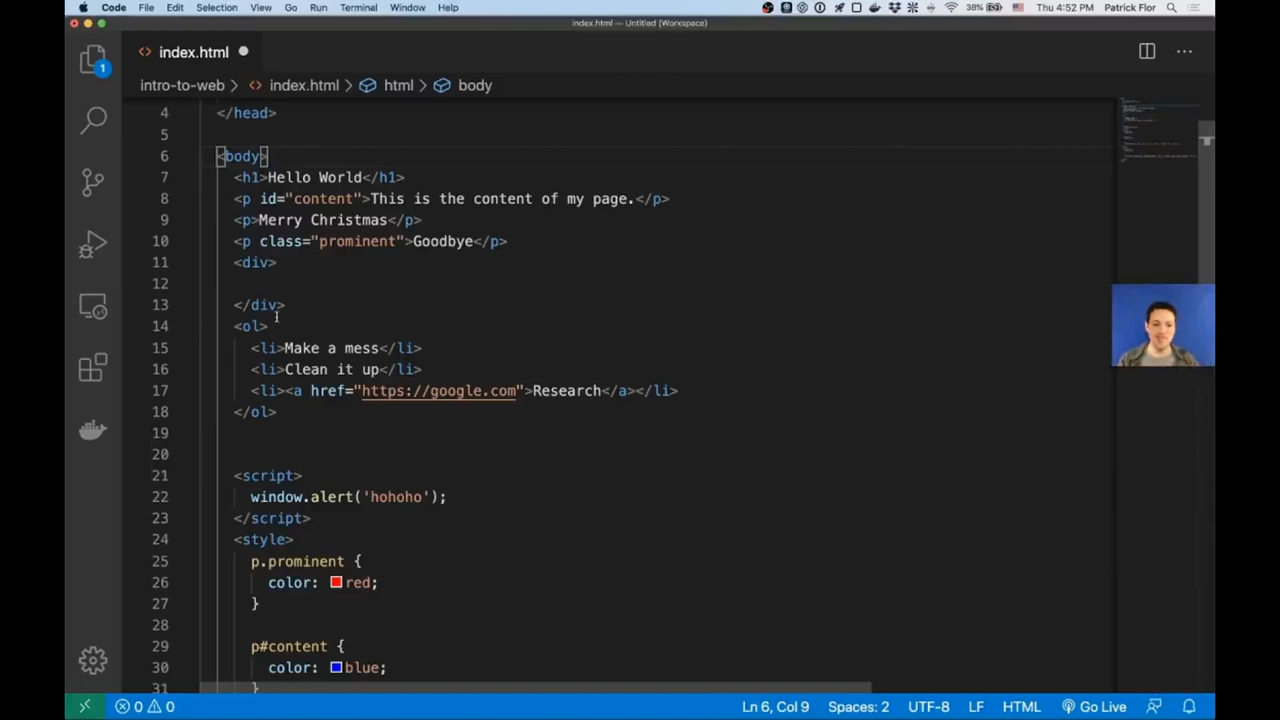 Code File Edit Selection View Go Run Terminal Window Help 38% Thu 4:52 PM Patrick Flor
index.html — Untitled (Workspace)
index.html
1
intro-to-web > index.html > html > body
4 </head>
5
6 <body>
7 <h1>Hello World</h1>
8 <p id="content">This is the content of my page.</p>
9 <p>Merry Christmas</p>
10 <p class="prominent">Goodbye</p>
11 <div>
12
13 </div>
14 <ol>
15 <li>Make a mess</li>
16 <li>Clean it up</li>
17 <li><a href="https://google.com">Research</a></li>
18 </ol>
19
20
21 <script>
22 window.alert('hohoho');
23 </script>
24 <style>
25 p.prominent {
26 color: red;
27 }
28
29 p#content {
30 color: blue;
31 }
0 0 Ln 6, Col 9 Spaces: 2 UTF-8 LF HTML Go Live